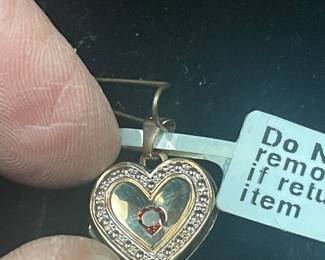 Do N
remo
if retu
item